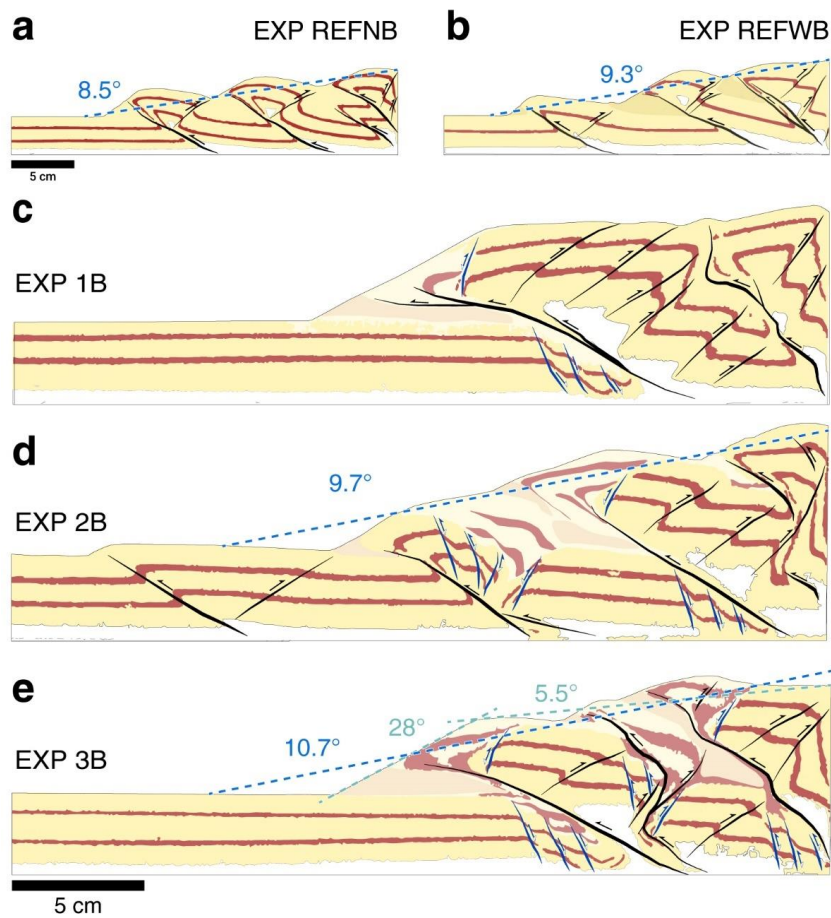 a EXP REFNB
8.5°
5 cm
b EXP REFWB
9.3°
c
EXP 1B
d
9.7°
EXP 2B
e
5.5°
28°
10.7°
EXP 3B
5 cm